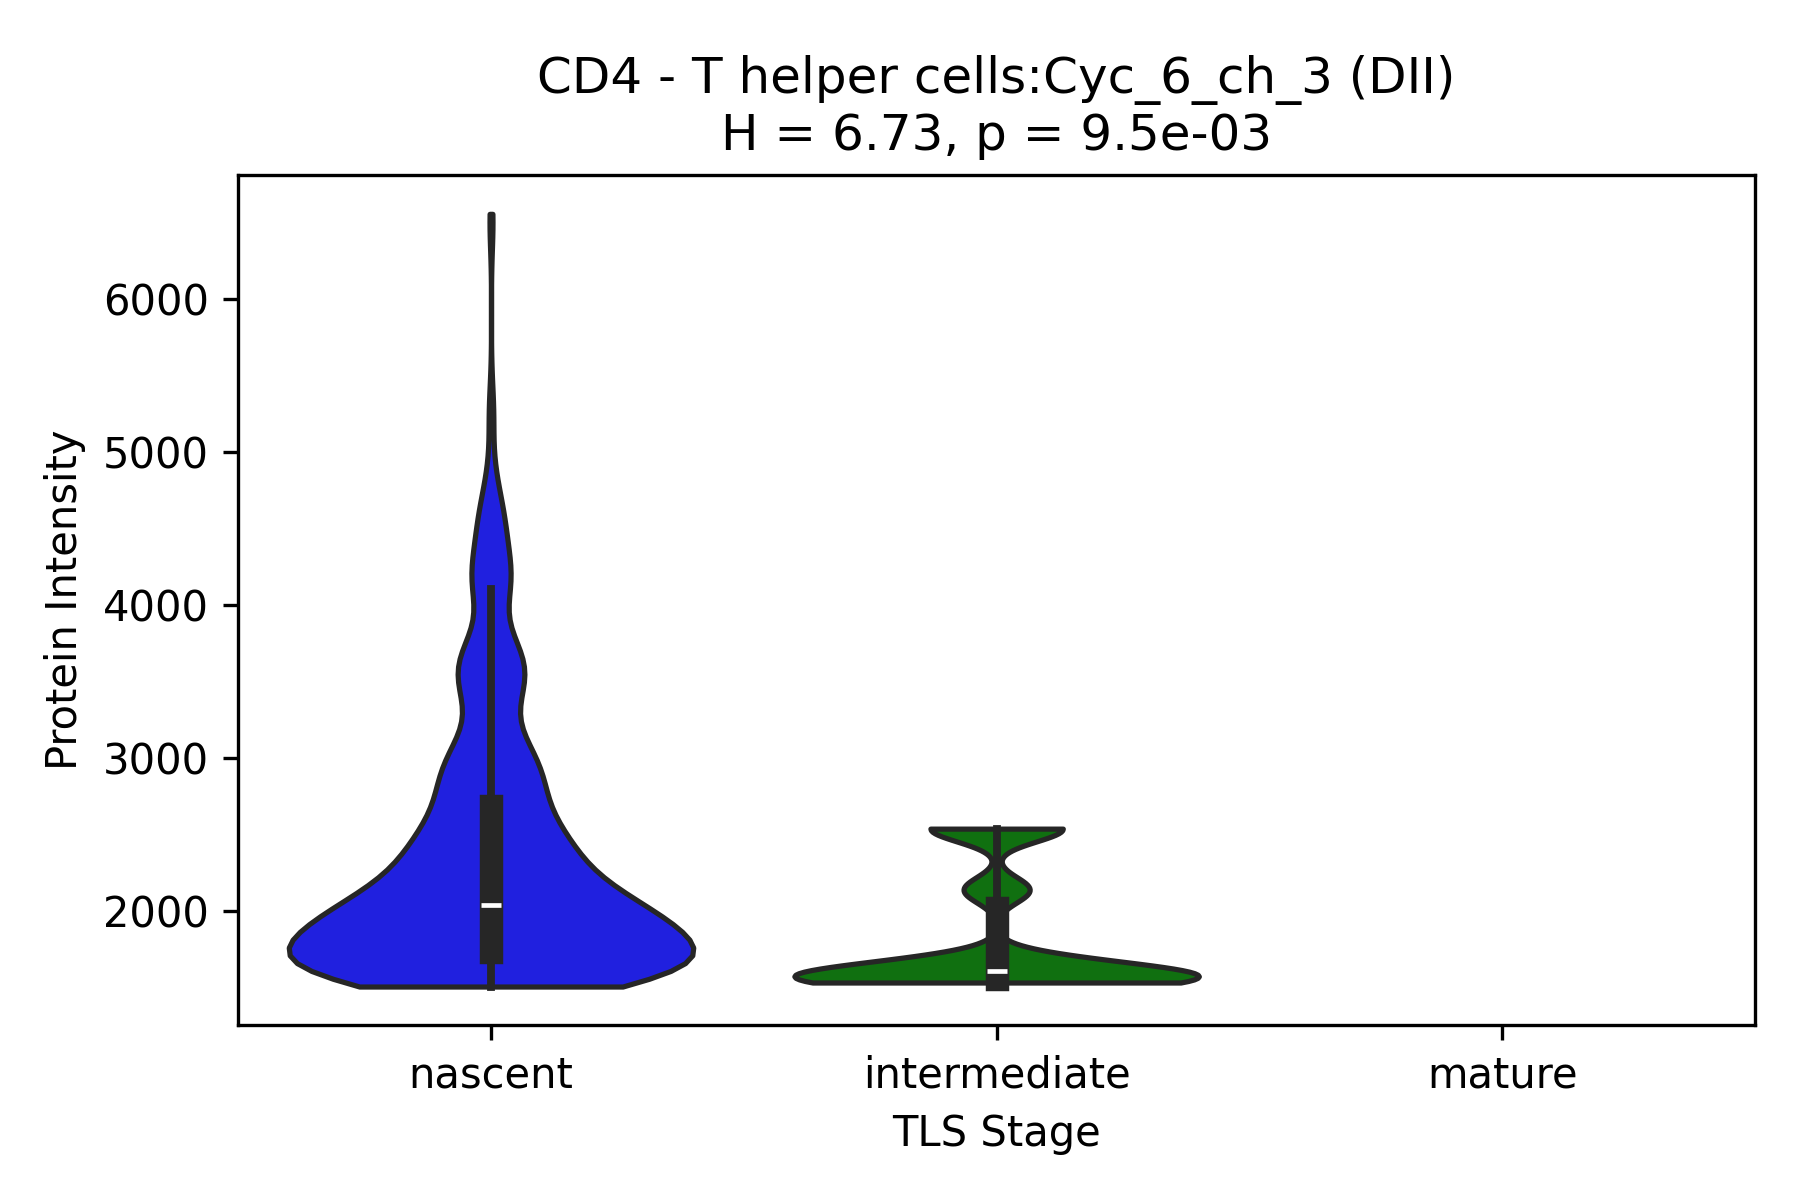 CD4 - T helper cells:Cyc_6_ch_3 (DII)
H = 6.73, p = 9.5e-03
6000
5000
4000
3000
2000
Protein Intensity
nascent
intermediate
mature
TLS Stage